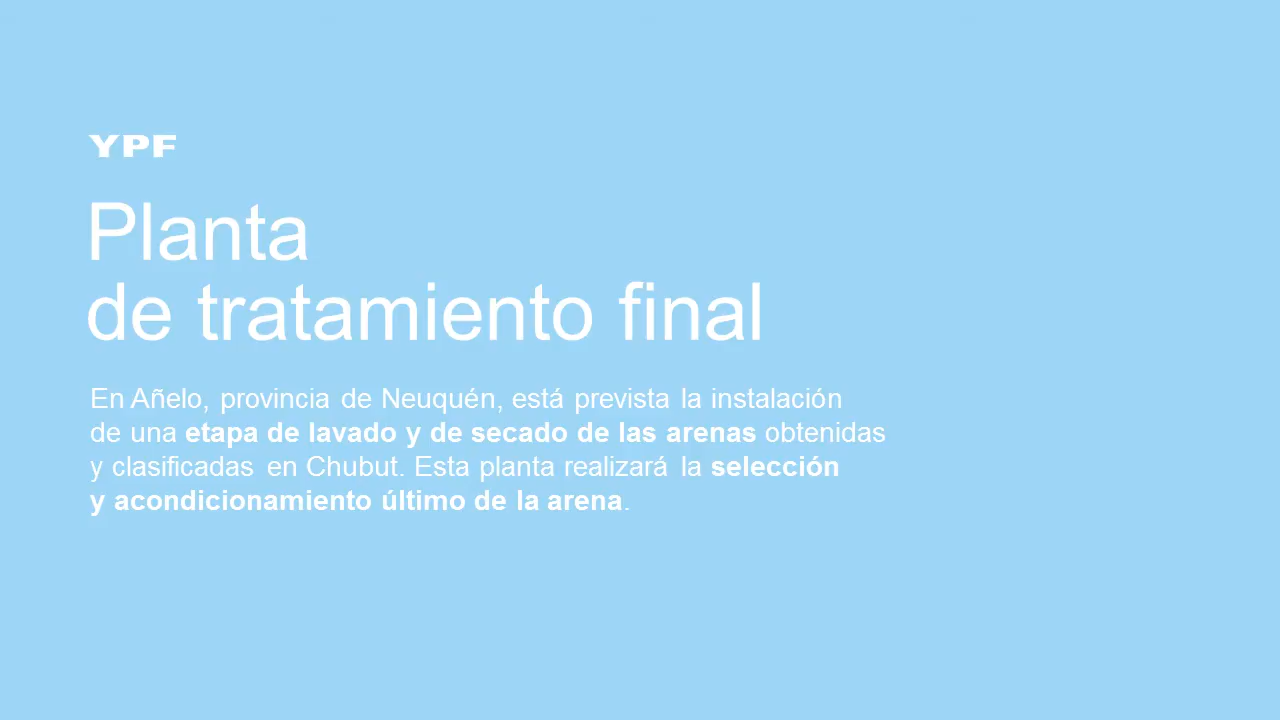 YPF
Planta
de tratamiento final
En Añelo, provincia de Neuquén, está prevista la instalación
de una etapa de lavado y de secado de las arenas obtenidas
y clasificadas en Chubut. Esta planta realizará la selección
y acondicionamiento último de la arena.